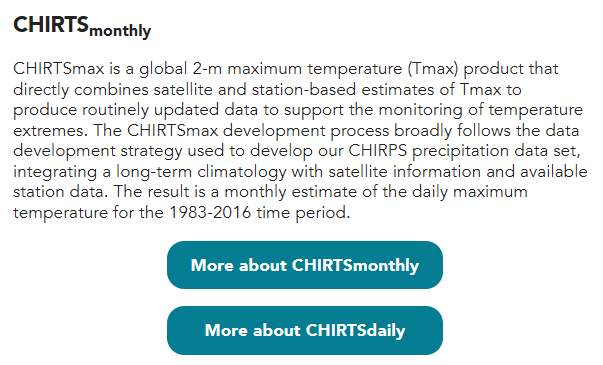 CHIRTSmonthly
CHIRTSmax is a global 2-m maximum temperature (Tmax) product that
directly combines satellite and station-based estimates of Tmax to
produce routinely updated data to support the monitoring of temperature
extremes. The CHIRTSmax development process broadly follows the data
development strategy used to develop our CHIRPS precipitation data set,
integrating a long-term climatology with satellite information and available
station data. The result is a monthly estimate of the daily maximum
temperature for the 1983-2016 time period.
More about CHIRTSmonthly
More about CHIRTSdaily